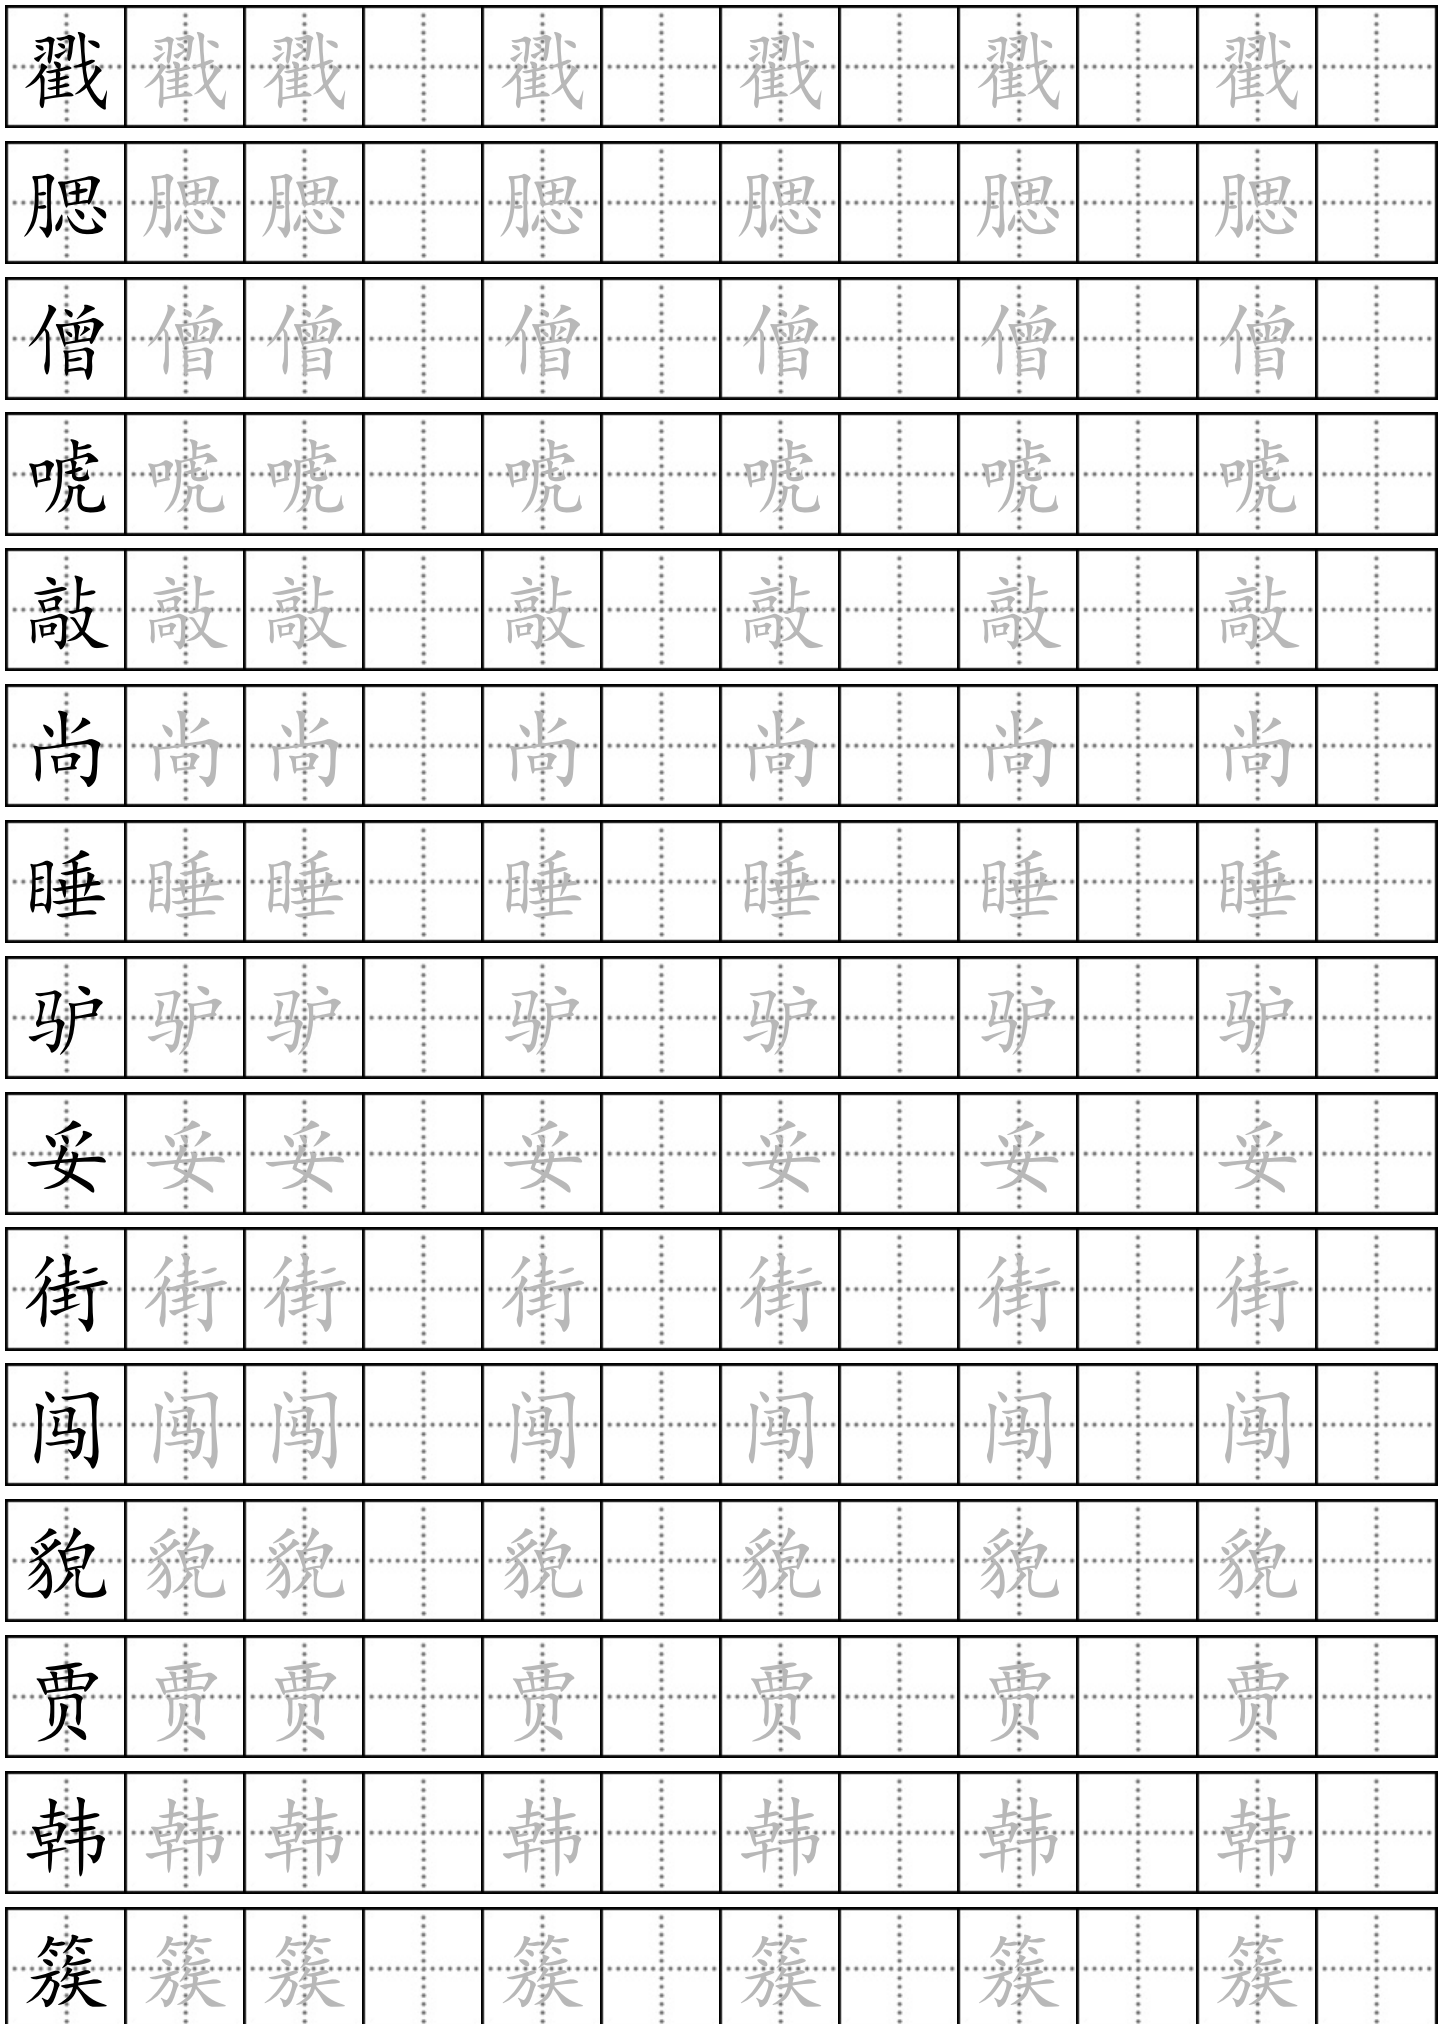 戳 戳 戳 戳 戳 戳 戳
腮 腮 腮 腮 腮 腮 腮
僧 僧 僧 僧 僧 僧 僧
唬 唬 唬 唬 唬 唬 唬
敲 敲 敲 敲 敲 敲 敲
尚 尚 尚 尚 尚 尚 尚
睡 睡 睡 睡 睡 睡 睡
驴 驴 驴 驴 驴 驴 驴
妥 妥 妥 妥 妥 妥 妥
街 街 街 街 街 街 街
闯 闯 闯 闯 闯 闯 闯
貌 貌 貌 貌 貌 貌 貌
贾 贾 贾 贾 贾 贾 贾
韩 韩 韩 韩 韩 韩 韩
簇 簇 簇 簇 簇 簇 簇